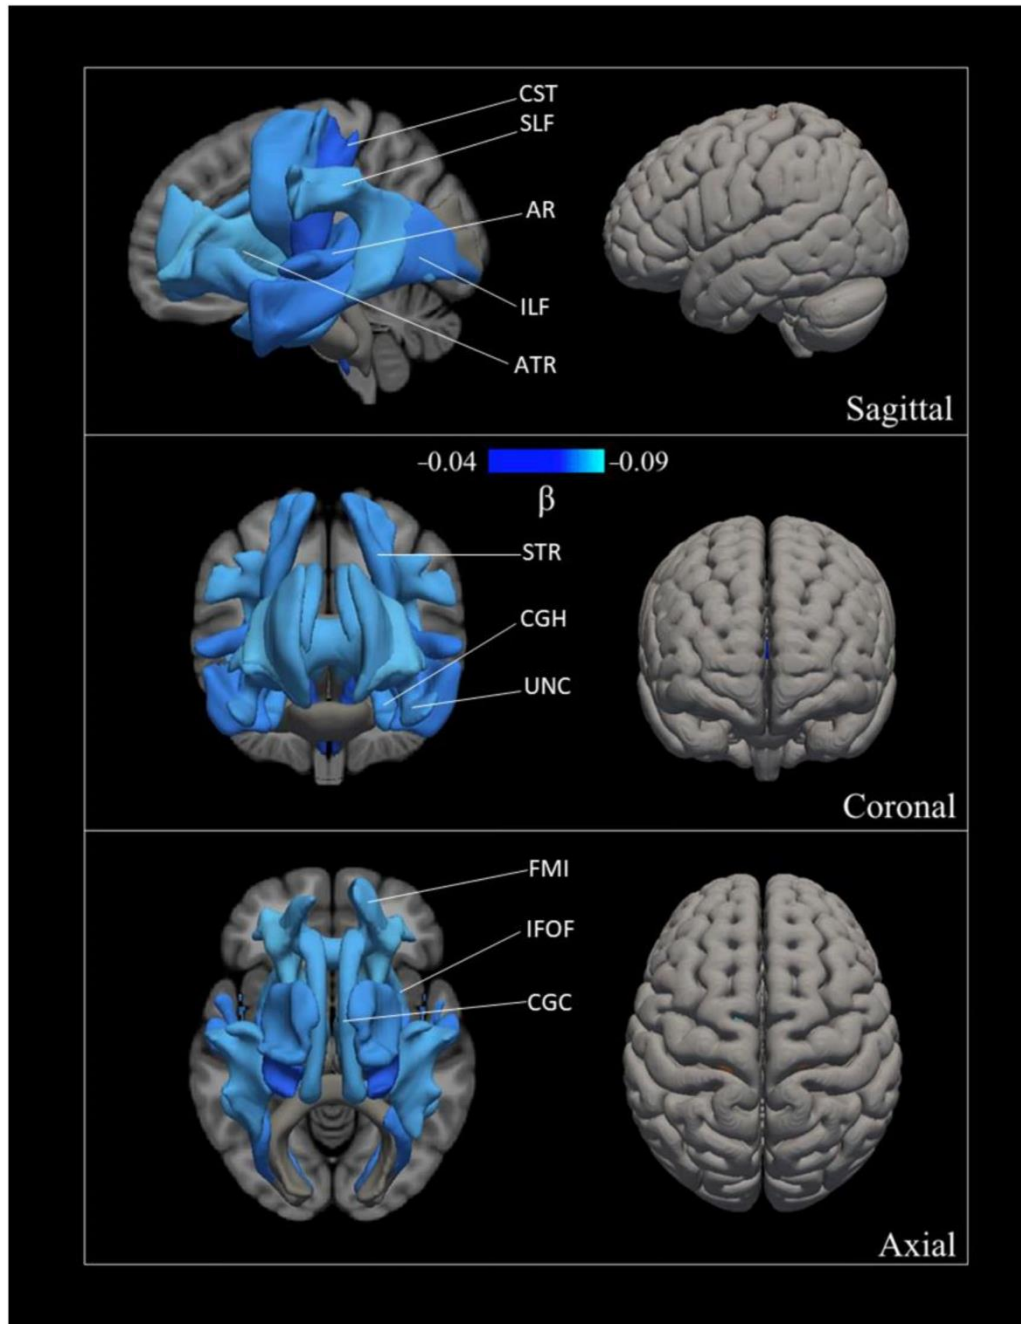 CST
SLF
AR
ILF
ATR
Sagittal
−0.04 −0.09
β
STR
CGH
UNC
Coronal
FMI
IFOF
CGC
Axial